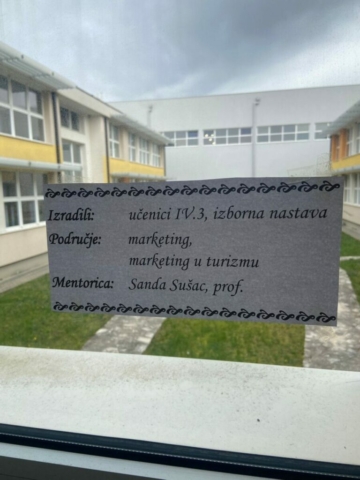 Izradili: učenici IV.3, izborna nastava
Područje: marketing,
marketing u turizmu
Mentorica: Sanda Sušac, prof.